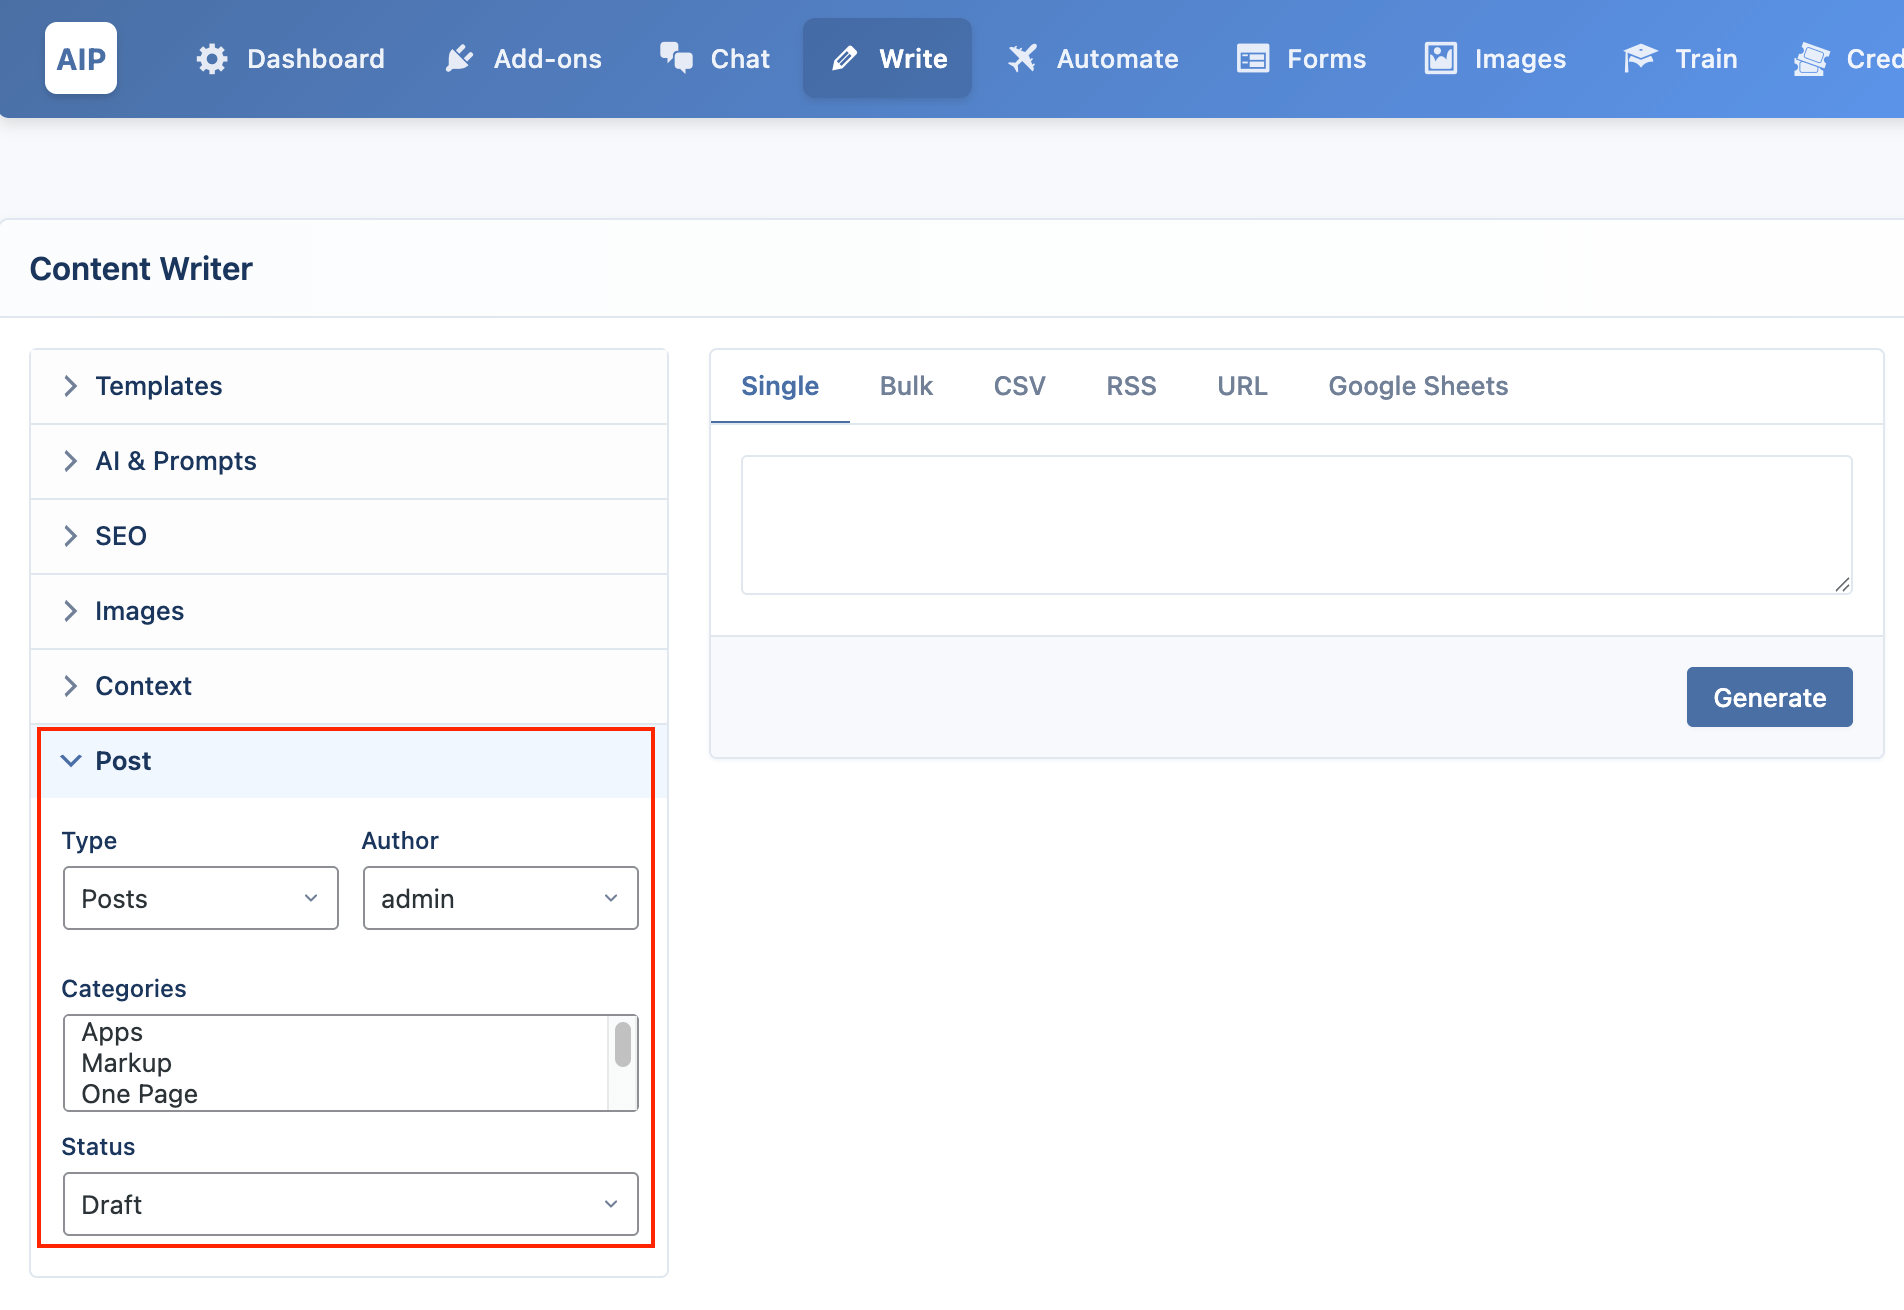 AIP Dashboard Add-ons Chat Write Automate Forms Images Train Cred
Content Writer
Templates
AI & Prompts
SEO
Images
Context
Post
Type Author
Posts admin
Categories
Apps
Markup
One Page
Status
Draft
Single Bulk CSV RSS URL Google Sheets
Generate